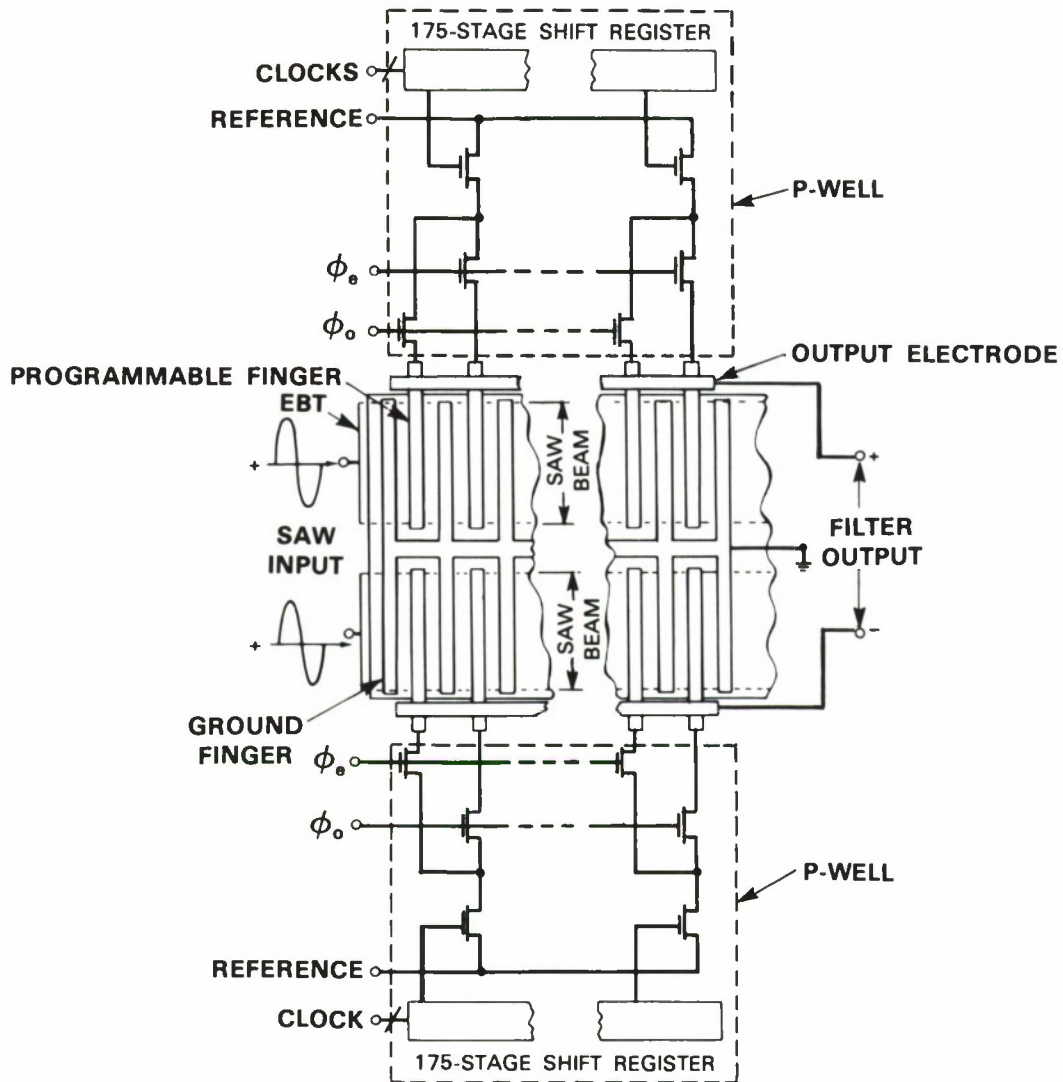 175-STAGE SHIFT REGISTER
CLOCKS
REFERENCE
P-WELL
ϕe
ϕo
OUTPUT ELECTRODE
PROGRAMMABLE FINGER
EBT
+
SAW BEAM
SAW BEAM
+
SAW INPUT
FILTER OUTPUT
+
-
GROUND FINGER
ϕe
ϕo
P-WELL
REFERENCE
CLOCK
175-STAGE SHIFT REGISTER